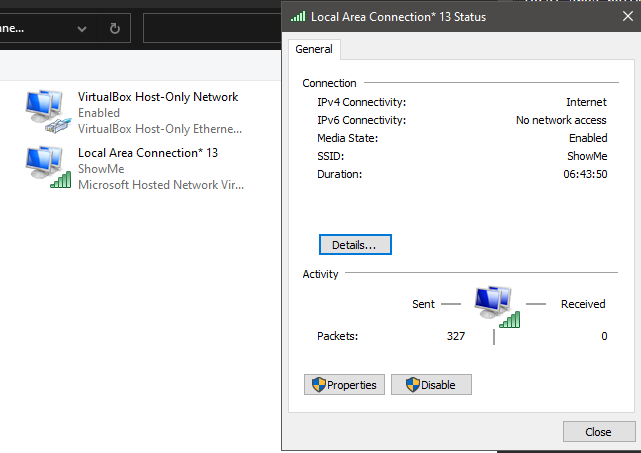 ne...
VirtualBox Host-Only Network
Enabled
VirtualBox Host-Only Etherne...
Local Area Connection* 13
ShowMe
Microsoft Hosted Network Vir...
Local Area Connection* 13 Status
General
Connection
IPv4 Connectivity: Internet
IPv6 Connectivity: No network access
Media State: Enabled
SSID: ShowMe
Duration: 06:43:50
Details...
Activity
Sent Received
Packets: 327 0
Properties Disable
Close